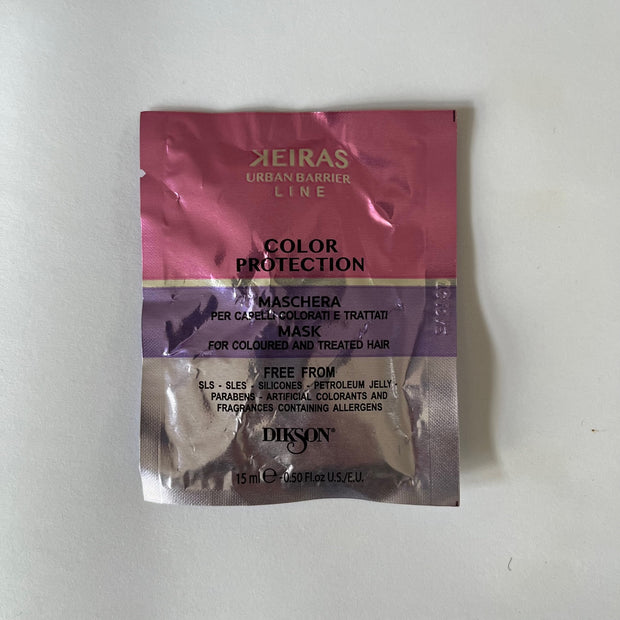 KEIRAS
URBAN BARRIER
LINE
COLOR
PROTECTION
MASCHERA
PER CAPELLI COLORATI E TRATTATI
MASK
FOR COLOURED AND TREATED HAIR
FREE FROM
SLS - SLES - SILICONES - PETROLEUM JELLY -
PARABENS - ARTIFICIAL COLORANTS AND
FRAGRANCES CONTAINING ALLERGENS
DIKSON®
15 ml ℮ -0.50 Fl.oz U.S./E.U.